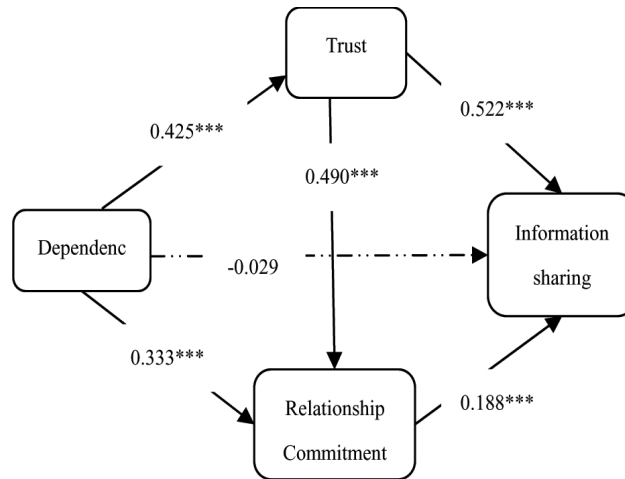 Trust
0.425***
0.522***
0.490***
Dependenc
-0.029
Information
sharing
0.333***
Relationship
Commitment
0.188***